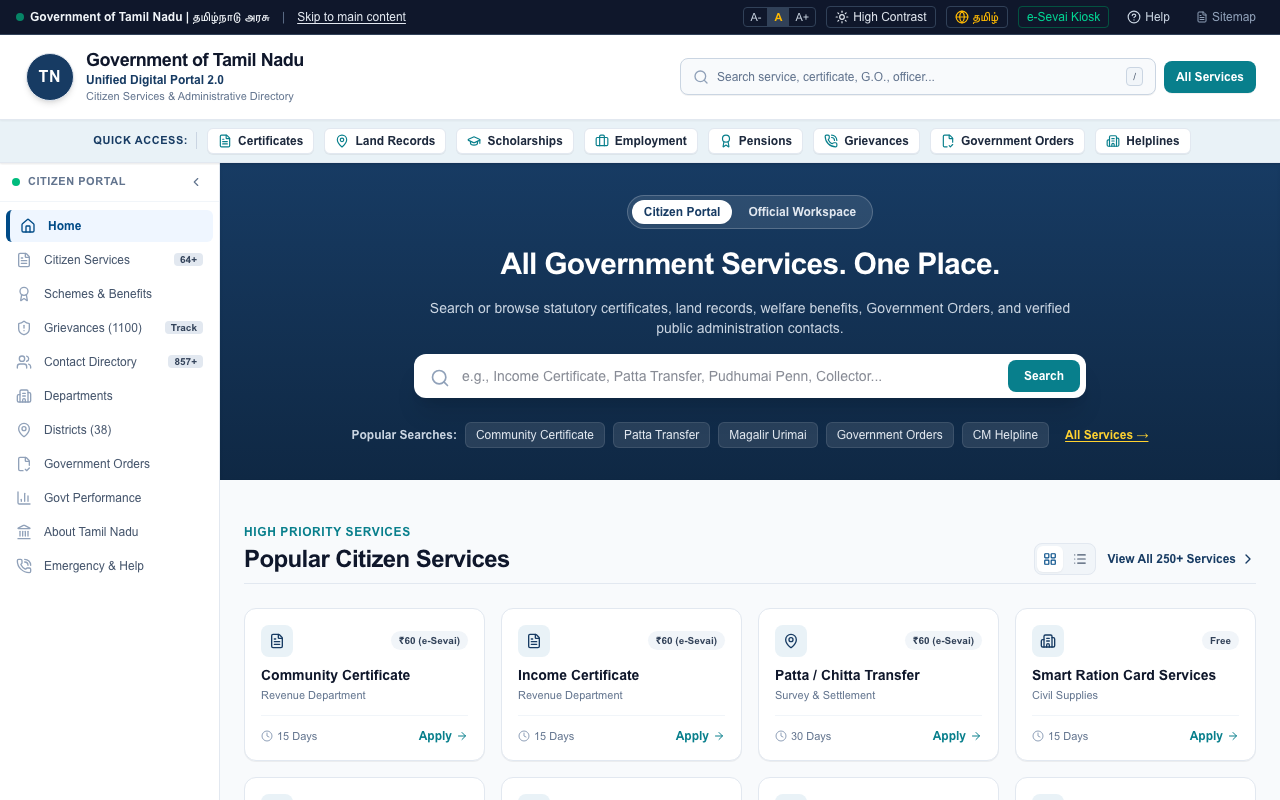 Government of Tamil Nadu | தமிழ்நாடு அரசு | Skip to main content
A- A A+ High Contrast தமிழ் e-Sevai Kiosk Help Sitemap
TN
Government of Tamil Nadu
Unified Digital Portal 2.0
Citizen Services & Administrative Directory
Search service, certificate, G.O., officer... /
All Services
QUICK ACCESS: Certificates Land Records Scholarships Employment Pensions Grievances Government Orders Helplines
CITIZEN PORTAL
Home
Citizen Services 64+
Schemes & Benefits
Grievances (1100) Track
Contact Directory 857+
Departments
Districts (38)
Government Orders
Govt Performance
About Tamil Nadu
Emergency & Help
Citizen Portal Official Workspace
All Government Services. One Place.
Search or browse statutory certificates, land records, welfare benefits, Government Orders, and verified
public administration contacts.
e.g., Income Certificate, Patta Transfer, Pudhumai Penn, Collector... Search
Popular Searches: Community Certificate Patta Transfer Magalir Urimai Government Orders CM Helpline All Services →
HIGH PRIORITY SERVICES
Popular Citizen Services
View All 250+ Services
₹60 (e-Sevai)
Community Certificate
Revenue Department
15 Days Apply →
₹60 (e-Sevai)
Income Certificate
Revenue Department
15 Days Apply →
₹60 (e-Sevai)
Patta / Chitta Transfer
Survey & Settlement
30 Days Apply →
Free
Smart Ration Card Services
Civil Supplies
15 Days Apply →